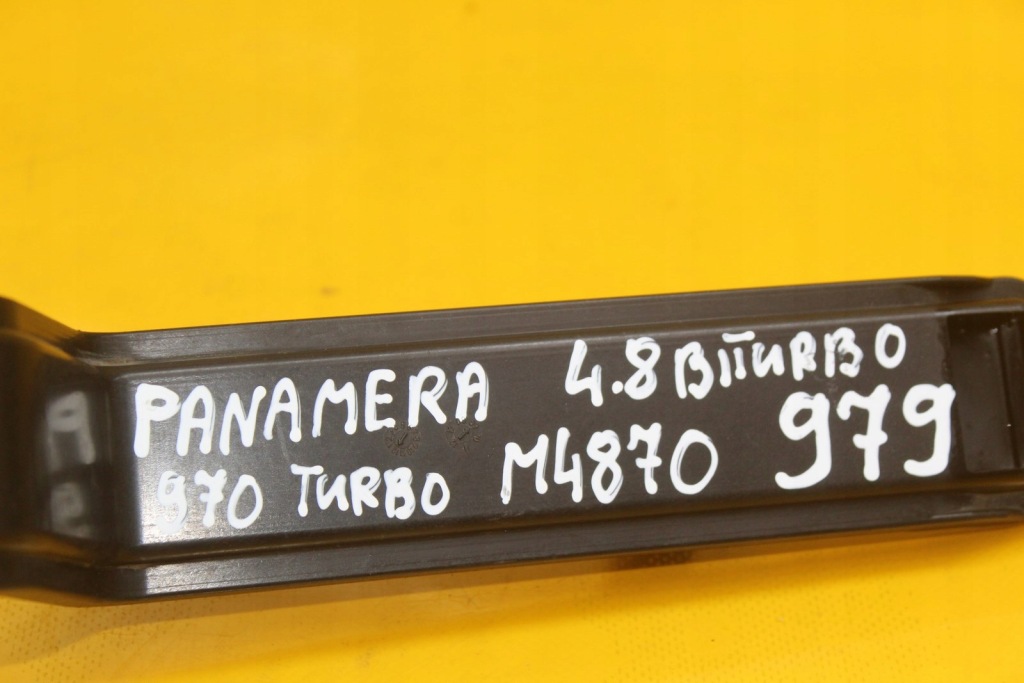 PANAMERA 4.8 BITURBO
970 TURBO M4870 979